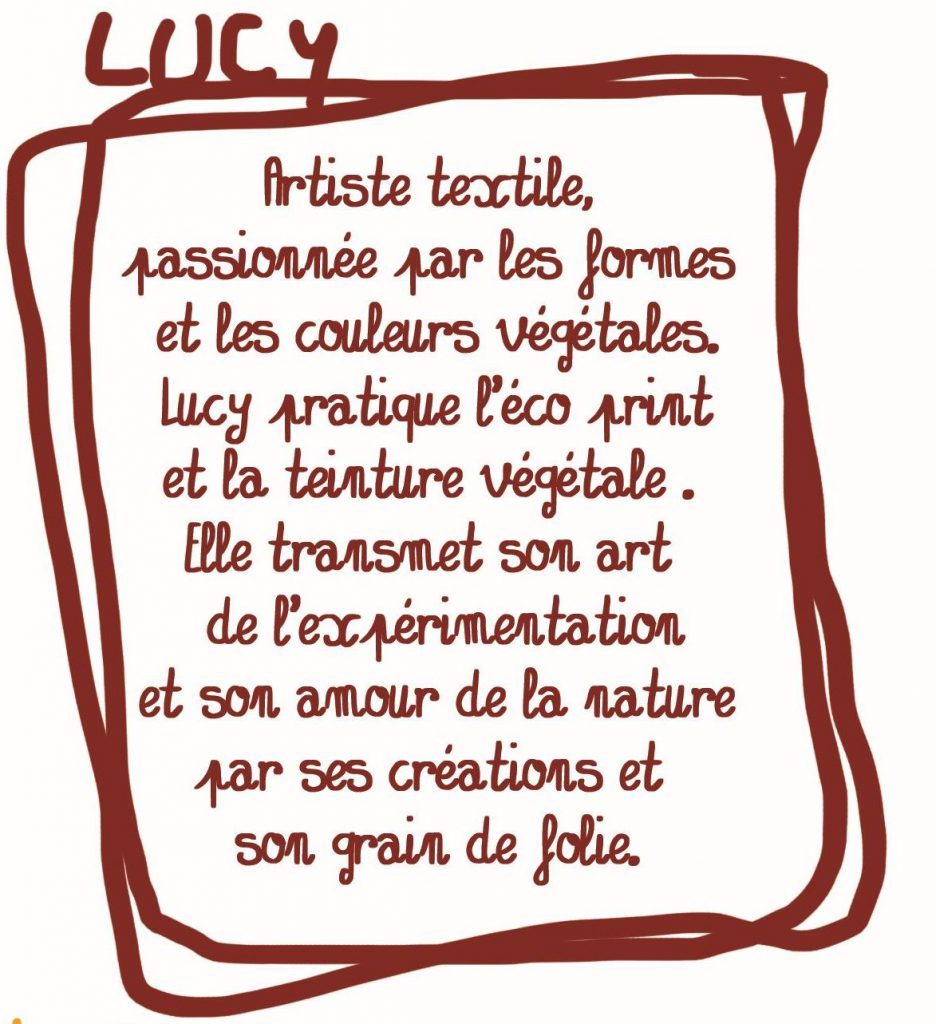 LUCY
Artiste textile,
passionnée par les formes
et les couleurs végétales.
Lucy pratique l'éco print
et la teinture végétale .
Elle transmet son art
de l'expérimentation
et son amour de la nature
par ses créations et
son grain de folie.